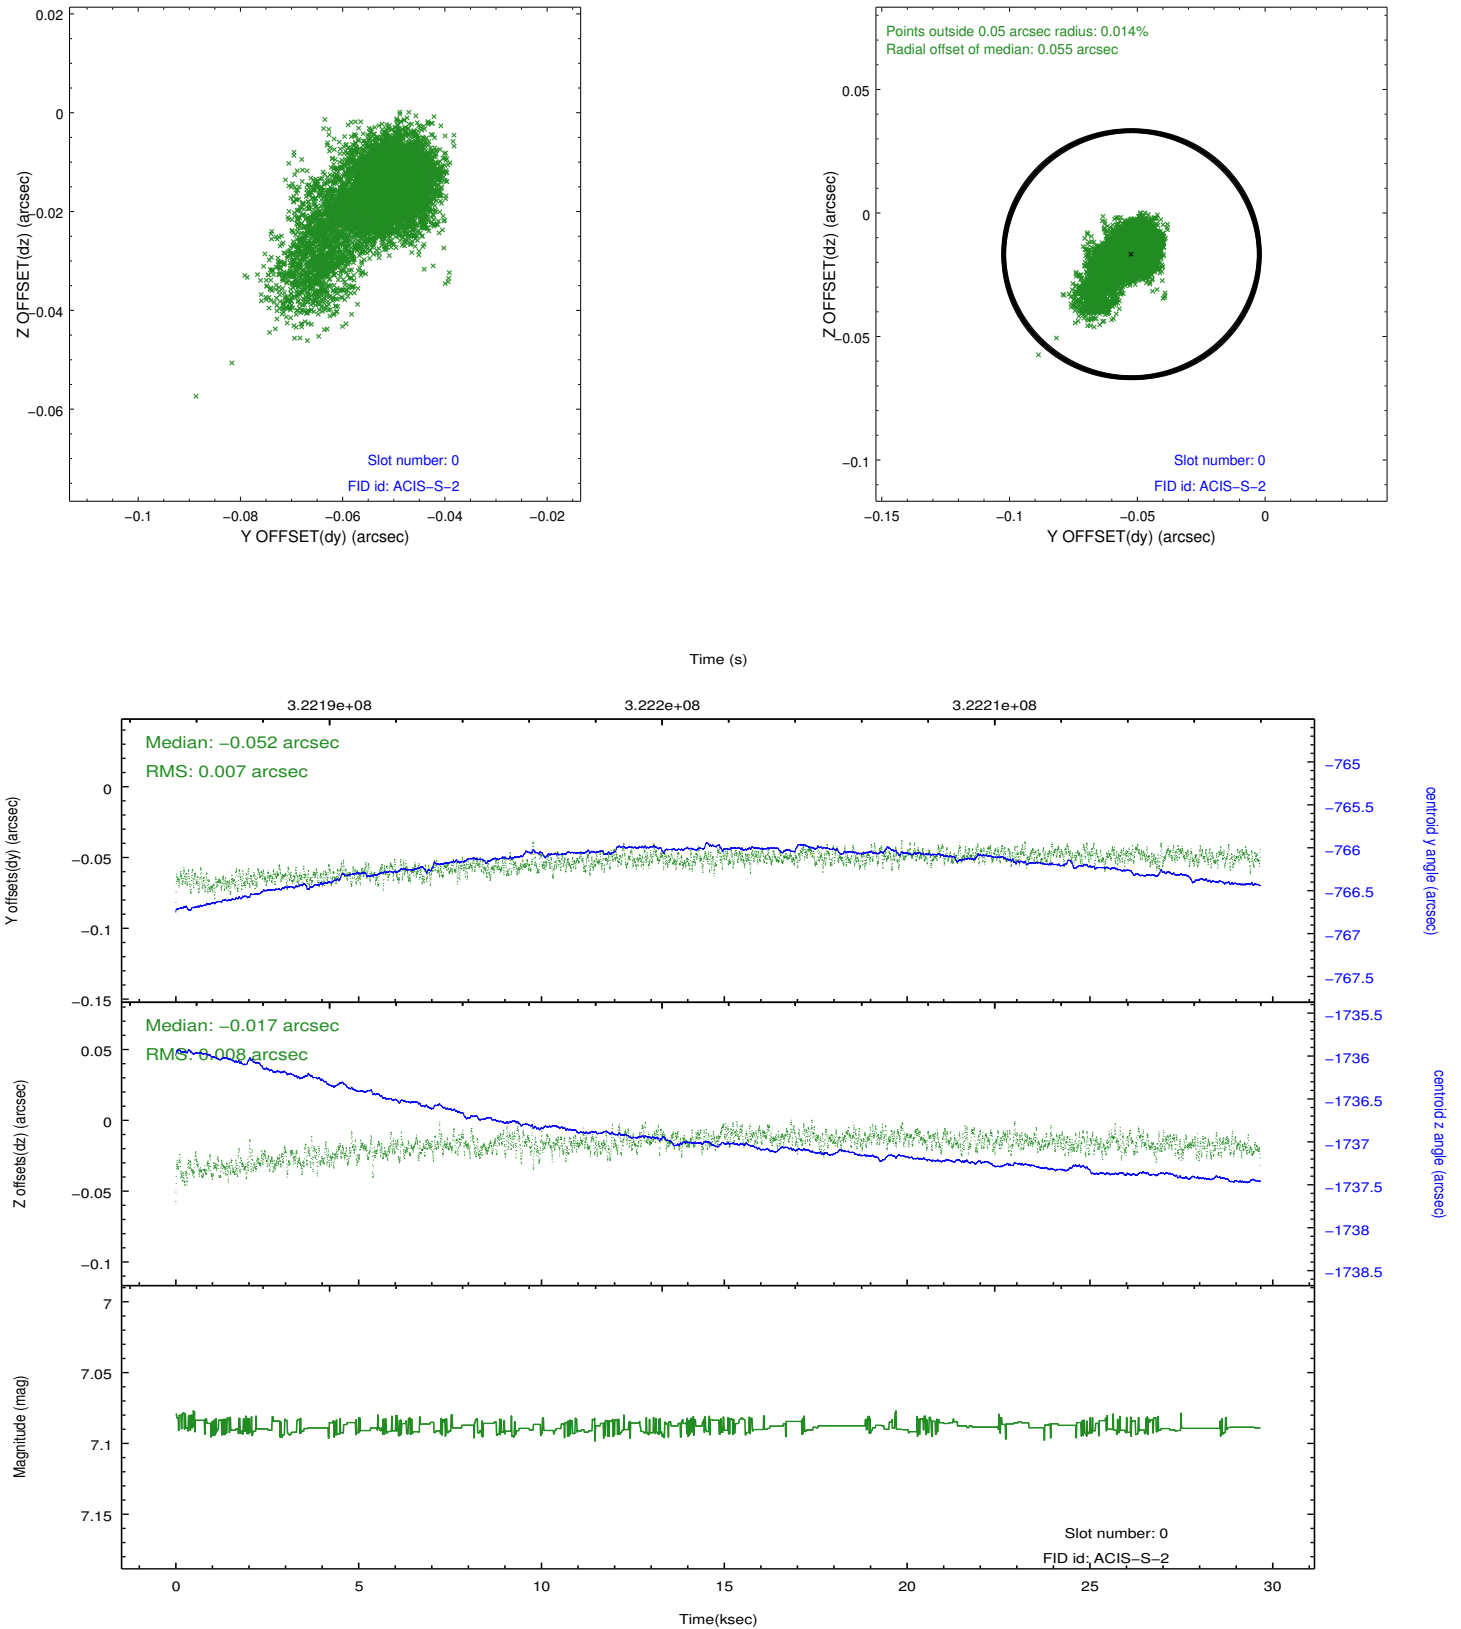 0.02
0
−0.02
−0.04
−0.06
Z OFFSET(dz) (arcsec)
Slot number: 0
FID id: ACIS−S−2
−0.1
−0.08
−0.06
−0.04
−0.02
Y OFFSET(dy) (arcsec)
Points outside 0.05 arcsec radius: 0.014%
Radial offset of median: 0.055 arcsec
0.05
0
−0.05
−0.1
Z OFFSET(dz) (arcsec)
Slot number: 0
FID id: ACIS−S−2
−0.15
−0.1
−0.05
0
Y OFFSET(dy) (arcsec)
Time (s)
3.2219e+08
3.222e+08
3.2221e+08
Median: −0.052 arcsec
RMS: 0.007 arcsec
0
−0.05
−0.1
−0.15
Y offsets(dy) (arcsec)
−765
−765.5
−766
−766.5
−767
−767.5
centroid y angle (arcsec)
Median: −0.017 arcsec
RMS: 0.008 arcsec
0.05
0
−0.05
−0.1
Z offsets(dz) (arcsec)
−1735.5
−1736
−1736.5
−1737
−1737.5
−1738
−1738.5
centroid z angle (arcsec)
7
7.05
7.1
7.15
Magnitude (mag)
Slot number: 0
FID id: ACIS−S−2
0
5
10
15
20
25
30
Time(ksec)